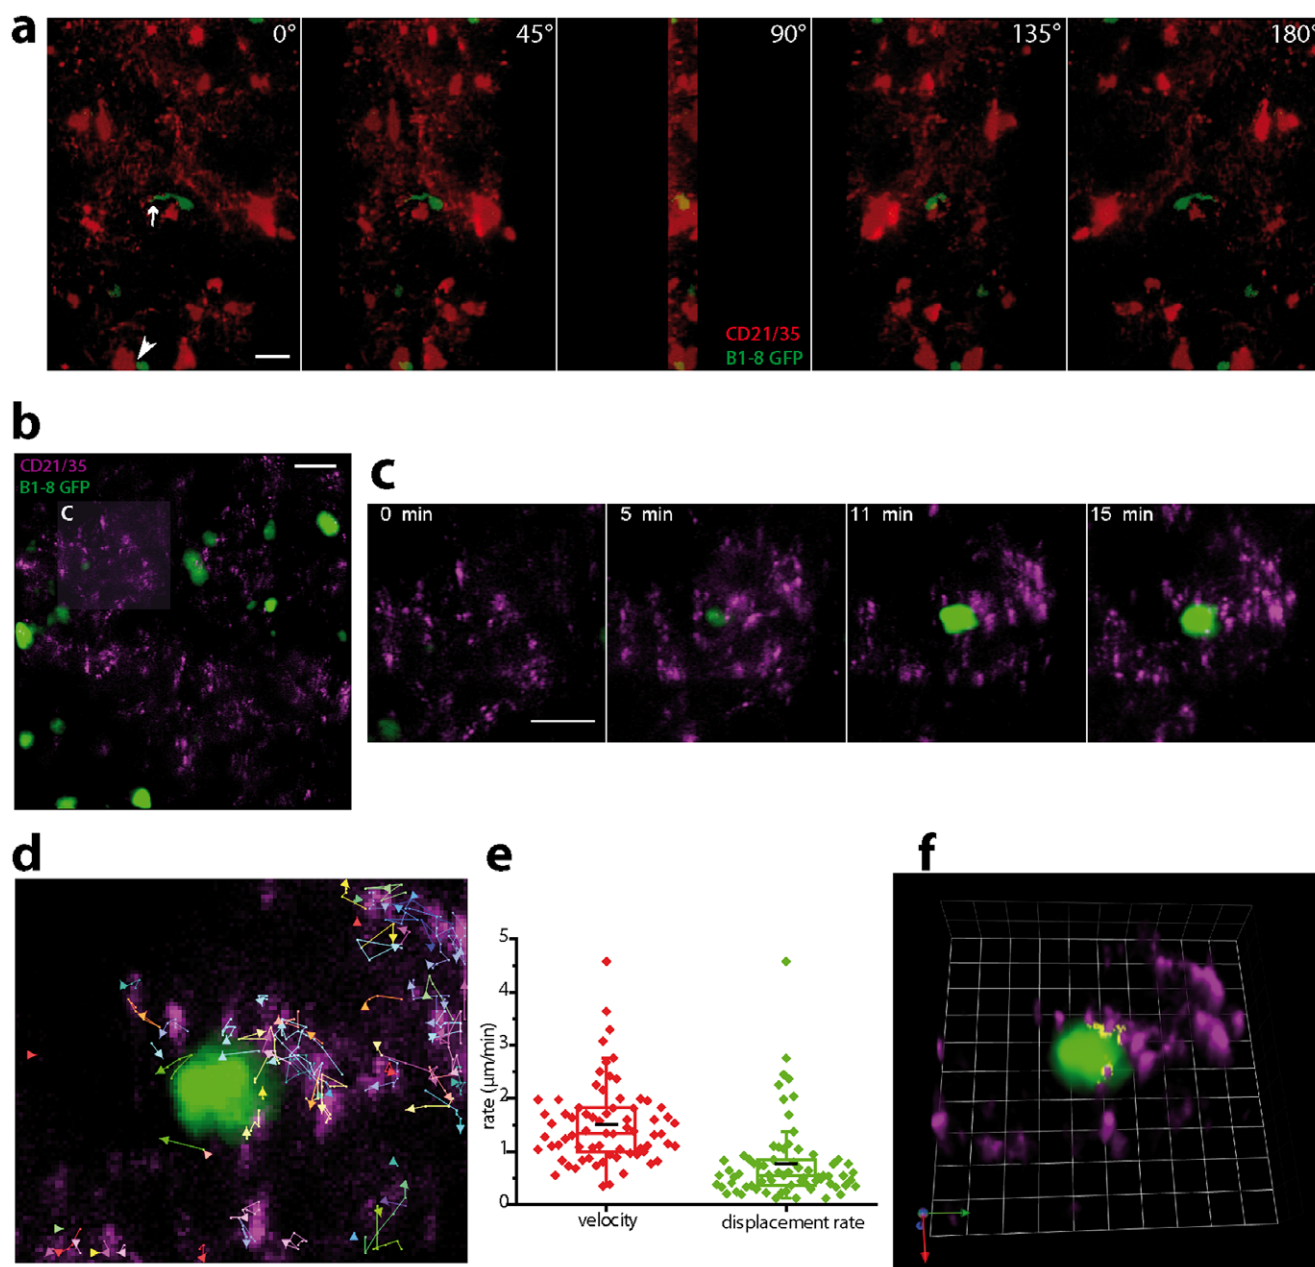 a
0° 45° 90° 135° 180°
CD21/35
B1-8 GFP
b
CD21/35
B1-8 GFP
C
c
0 min 5 min 11 min 15 min
d
e
rate (µm/min)
5
4
3
2
1
0
velocity displacement rate
f